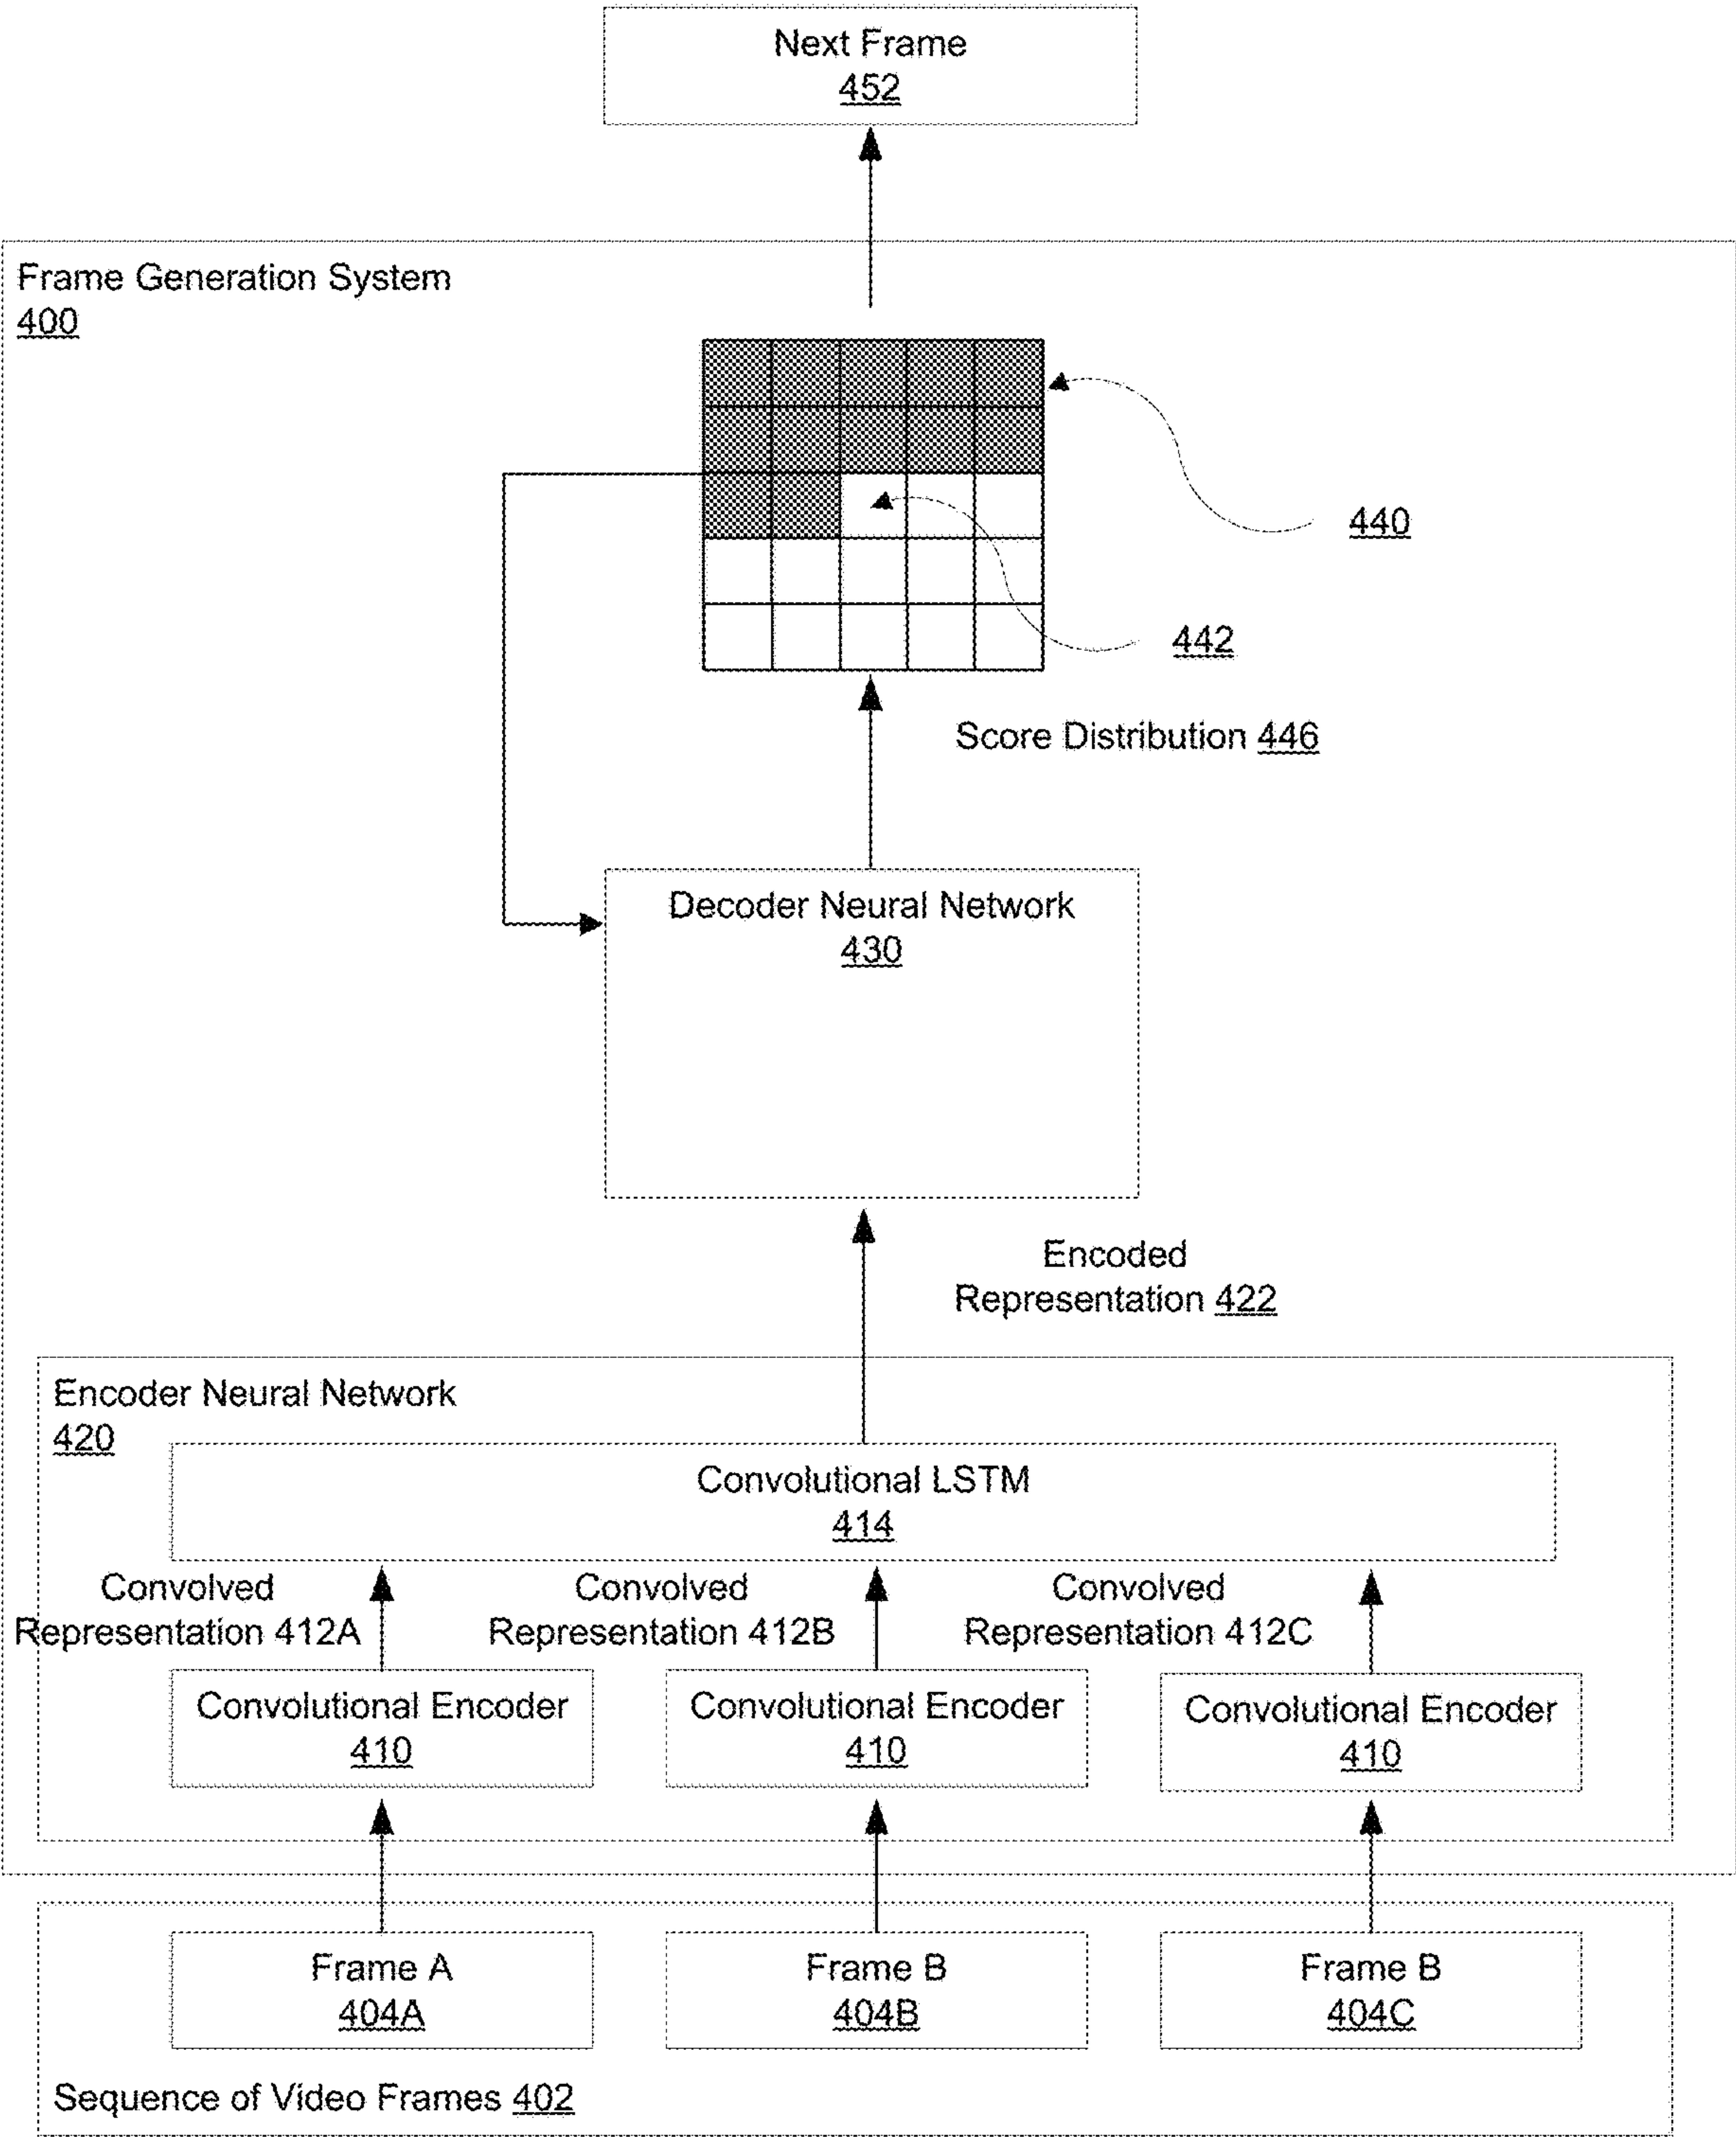 Next Frame
452
Frame Generation System
400
440
442
Score Distribution 446
Decoder Neural Network
430
Encoded
Representation 422
Encoder Neural Network
420
Convolutional LSTM
414
Convolved
Representation 412A
Convolved
Representation 412B
Convolved
Representation 412C
Convolutional Encoder
410
Convolutional Encoder
410
Convolutional Encoder
410
Frame A
404A
Frame B
404B
Frame B
404C
Sequence of Video Frames 402